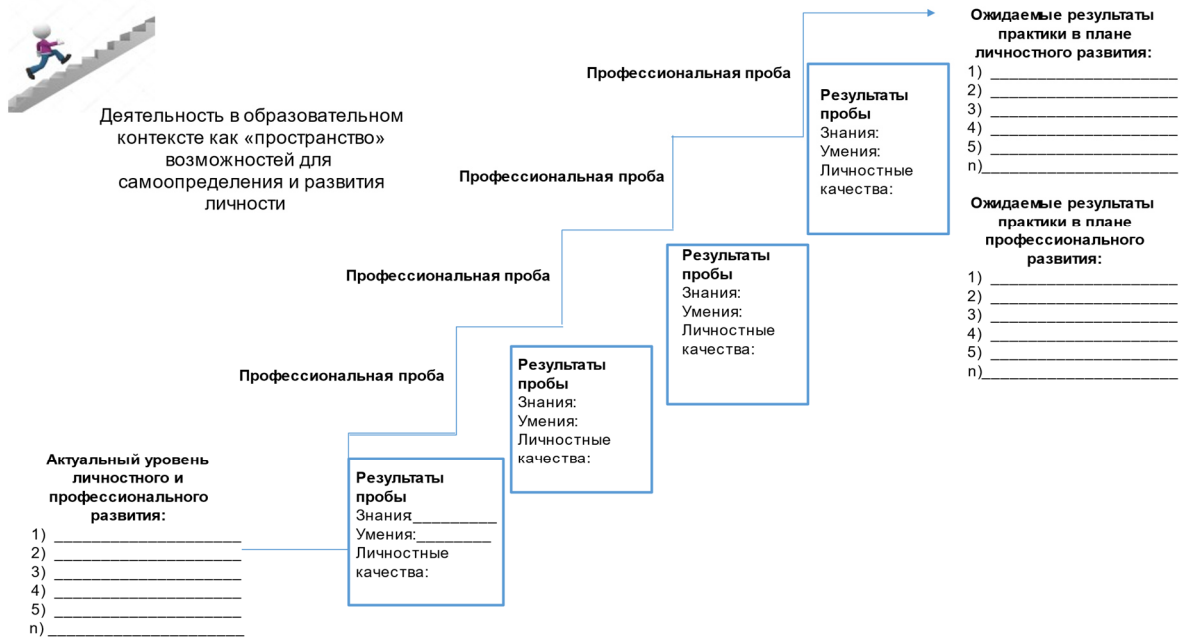 Деятельность в образовательном
контексте как «пространство»
возможностей для
самоопределения и развития
личности
Актуальный уровень
личностного и
профессионального
развития:
1) ______________________
2) ______________________
3) ______________________
4) ______________________
5) ______________________
n) ______________________
Профессиональная проба
Результаты
пробы
Знания:__________
Умения:_________
Личностные
качества:
Профессиональная проба
Результаты
пробы
Знания:
Умения:
Личностные
качества:
Профессиональная проба
Результаты
пробы
Знания:
Умения:
Личностные
качества:
Профессиональная проба
Результаты
пробы
Знания:
Умения:
Личностные
качества:
Ожидаемые результаты
практики в плане
личностного развития:
1) ______________________
2) ______________________
3) ______________________
4) ______________________
5) ______________________
n)_______________________
Ожидаемые результаты
практики в плане
профессионального
развития:
1) ______________________
2) ______________________
3) ______________________
4) ______________________
5) ______________________
n)_______________________